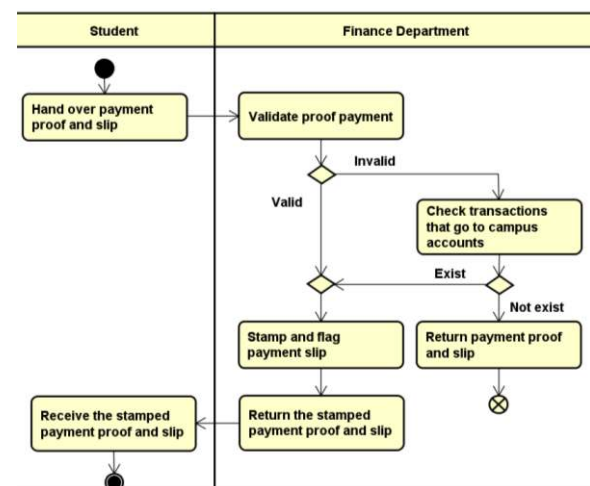 Student
Finance Department
Hand over payment
proof and slip
Validate proof payment
Invalid
Valid
Check transactions
that go to campus
accounts
Exist
Not exist
Stamp and flag
payment slip
Return payment proof
and slip
Receive the stamped
payment proof and slip
Return the stamped
payment proof and slip